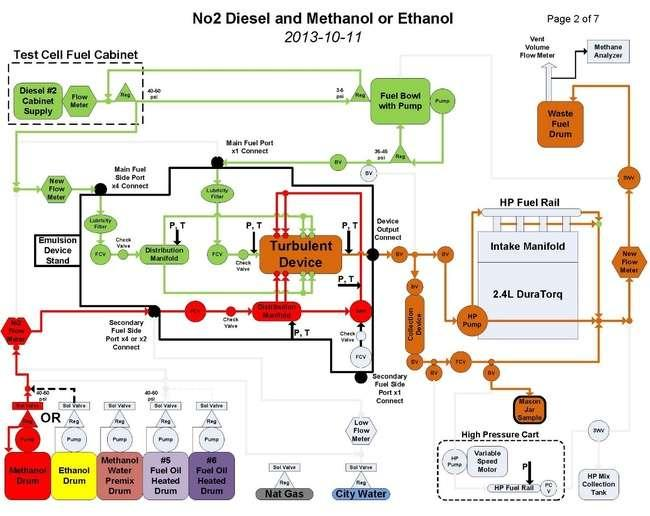 No2 Diesel and Methanol or Ethanol
2013-10-11
Page 2 of 7
Vent
Volume
Flow Meter
Methane
Analyzer
Test Cell Fuel Cabinet
Diesel #2
Cabinet
Supply
Flow
Meter
Reg
40-60
psi
3-6
psi
Reg
Fuel Bowl
with Pump
Pump
Waste
Fuel
Drum
Main Fuel Port
x1 Connect
35-45
psi
Reg
BV
BV
3WV
New
Flow
Meter
Main Fuel
Side Port
x4 Connect
Lubricity
Filter
Lubricity
Filter
HP Fuel Rail
P, T
P, T
P, T
Device
Output
Connect
Intake Manifold
Emulsion
Device
Stand
FCV
Check
Valve
Distribution
Manifold
FCV
Check
Valve
Turbulent
Device
BV
BV
New
Flow
Meter
P, T
BV
2.4L DuraTorq
Secondary
Fuel Side
Port x4 or x2
Connect
FCV
Check
Valve
Distribution
Manifold
P, T
Check
Valve
FCV
Collection
Device
HP
Pump
No2
Flow
Meter
Secondary
Fuel Side
Port x1
Connect
BV
BV
FCV
BV
40-60
psi
40-60
psi
Sol Valve
Sol Valve
Sol Valve
Sol Valve
Sol Valve
OR
Reg
Reg
Reg
Reg
Reg
Pump
Pump
Pump
Pump
Pump
Low
Flow
Meter
Mason
Jar
Sample
High Pressure Cart
3WV
Methanol
Drum
Ethanol
Drum
Methanol
Water
Premix
Drum
#5
Fuel Oil
Heated
Drum
#6
Fuel Oil
Heated
Drum
Sol Valve
Reg
Nat Gas
Sol Valve
Reg
City Water
HP
Pump
Variable
Speed
Motor
P
HP Fuel Rail
PC
V
HP Mix
Collection
Tank